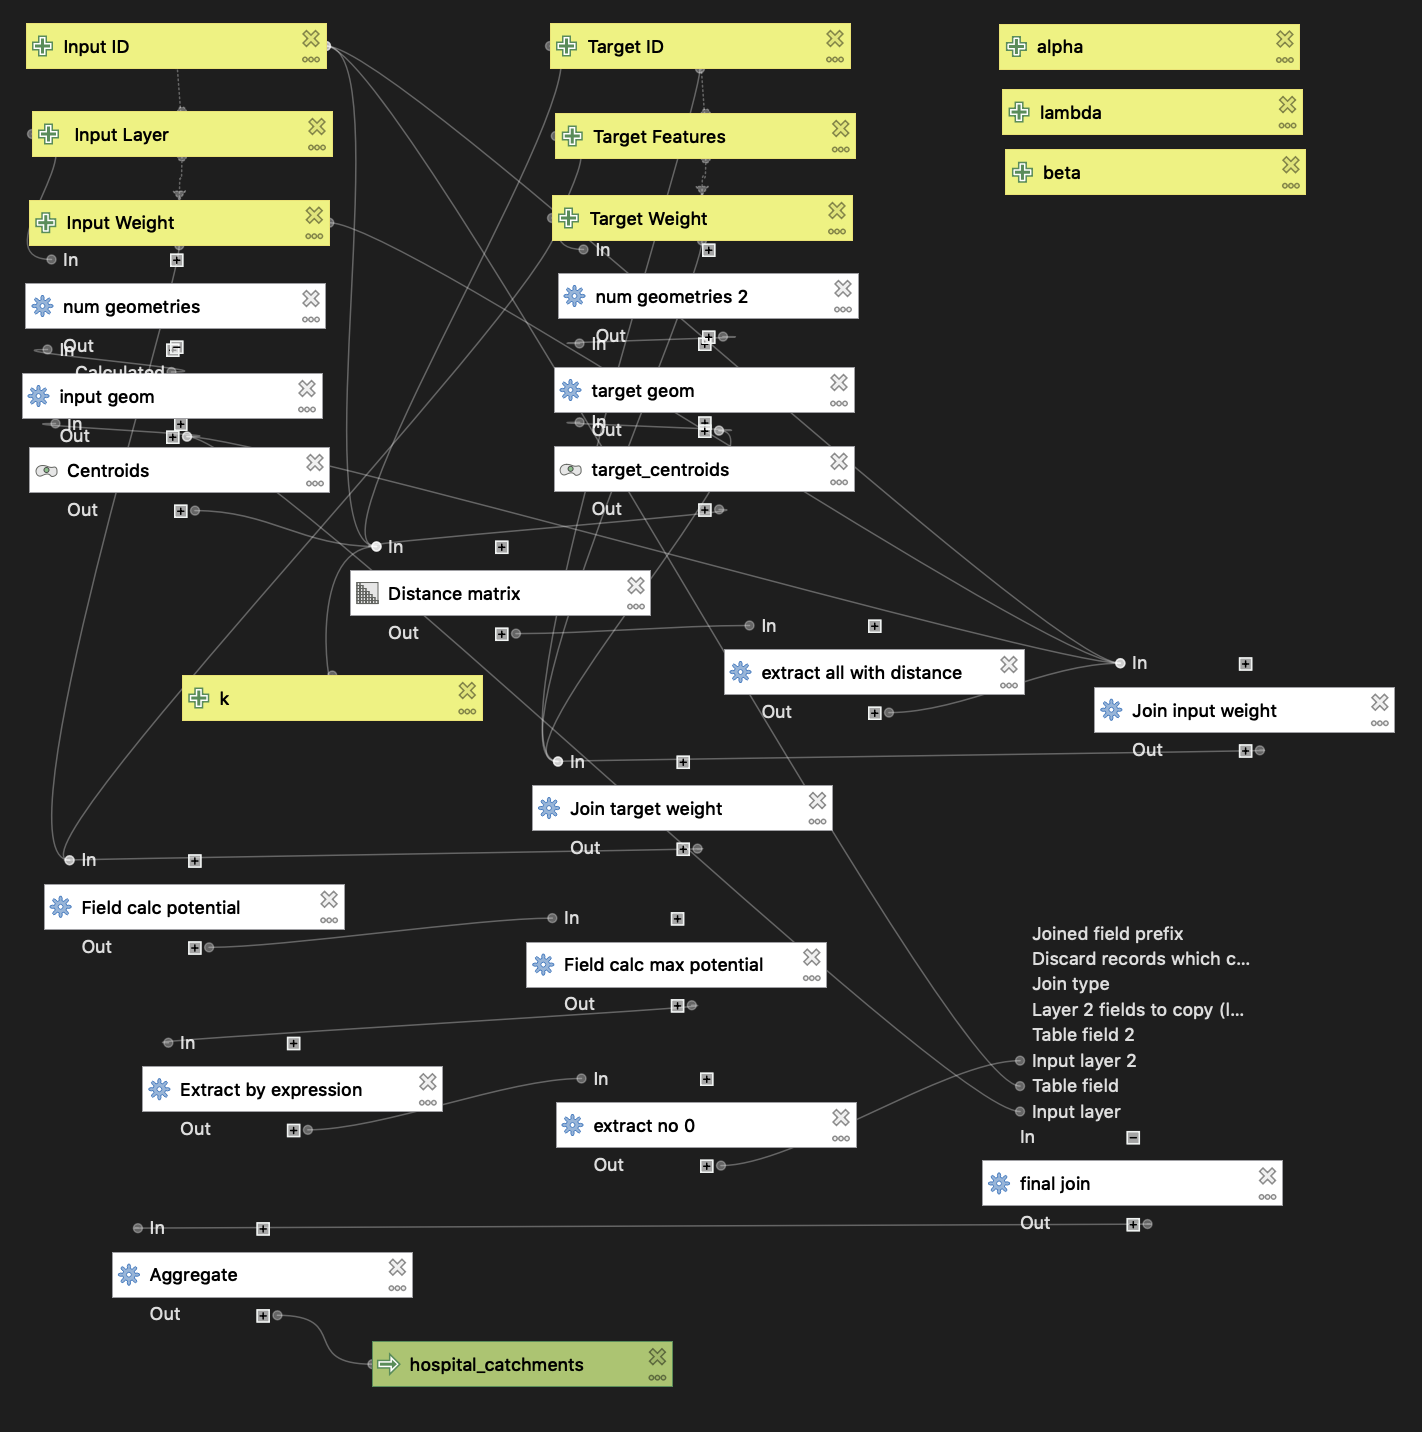 Input ID
Target ID
alpha
Input Layer
Target Features
lambda
beta
Input Weight
Target Weight
In
In
num geometries
num geometries 2
Out
In
Calculated
Out
In
input geom
target geom
In
Out
In
Out
Centroids
target_centroids
Out
Out
In
Distance matrix
Out
In
extract all with distance
Out
In
Join input weight
Out
k
In
Join target weight
Out
In
Field calc potential
Out
In
Field calc max potential
Out
Joined field prefix
Discard records which c...
Join type
Layer 2 fields to copy (l...
Table field 2
Input layer 2
Table field
Input layer
In
final join
Out
In
Extract by expression
Out
In
extract no 0
Out
In
Aggregate
Out
hospital_catchments